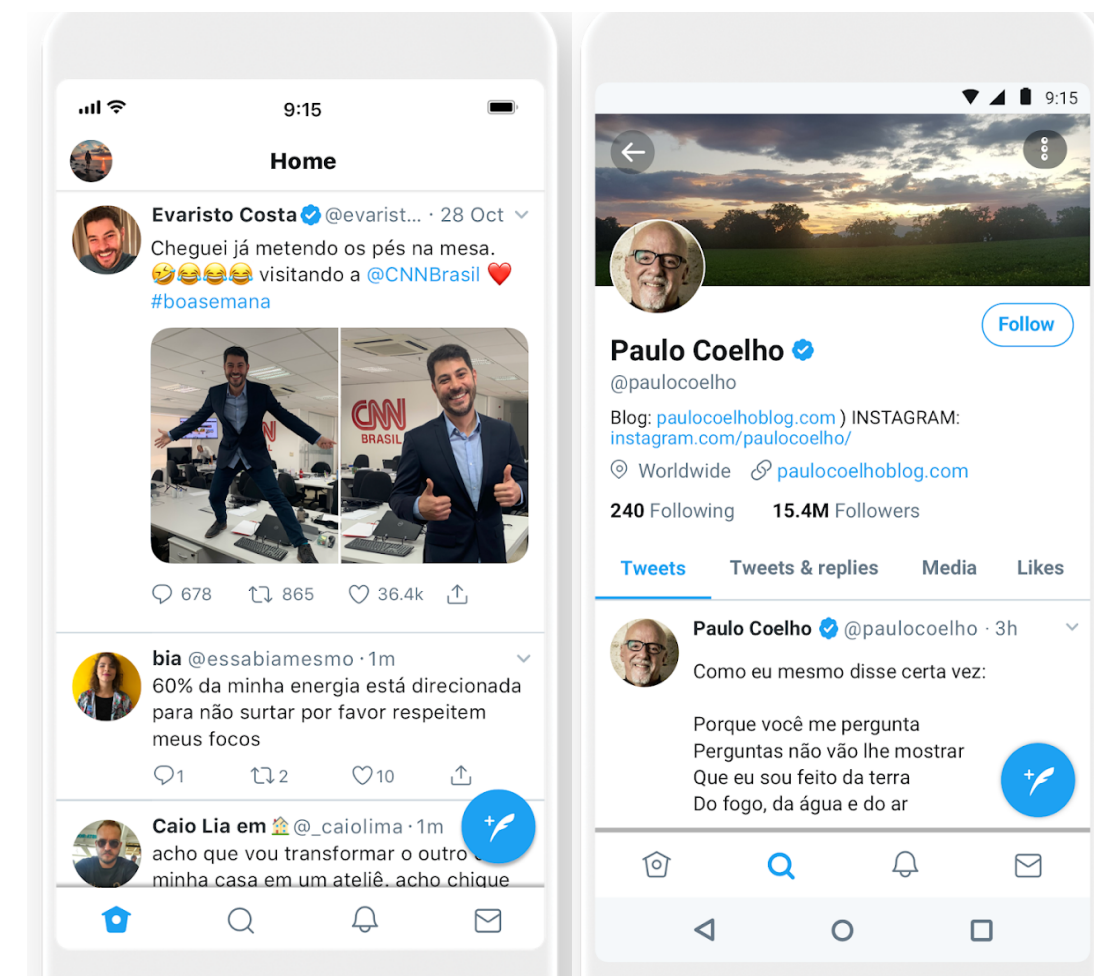 9:15
Home
Evaristo Costa @evarist... · 28 Oct
Cheguei já metendo os pés na mesa.
🤣😂😂😂 visitando a @CNNBrasil ❤️
#boasemana
CNN
BRASIL
678 865 36.4k
bia @essabiamesmo · 1m
60% da minha energia está direcionada
para não surtar por favor respeitem
meus focos
1 2 10
Caio Lia em 🏡 @_caiolima · 1m
acho que vou transformar o outro
minha casa em um ateliê. acho chique
9:15
Follow
Paulo Coelho
@paulocoelho
Blog: paulocoelhoblog.com ) INSTAGRAM:
instagram.com/paulocoelho/
Worldwide paulocoelhoblog.com
240 Following 15.4M Followers
Tweets Tweets & replies Media Likes
Paulo Coelho @paulocoelho · 3h
Como eu mesmo disse certa vez:
Porque você me pergunta
Perguntas não vão lhe mostrar
Que eu sou feito da terra
Do fogo, da água e do ar